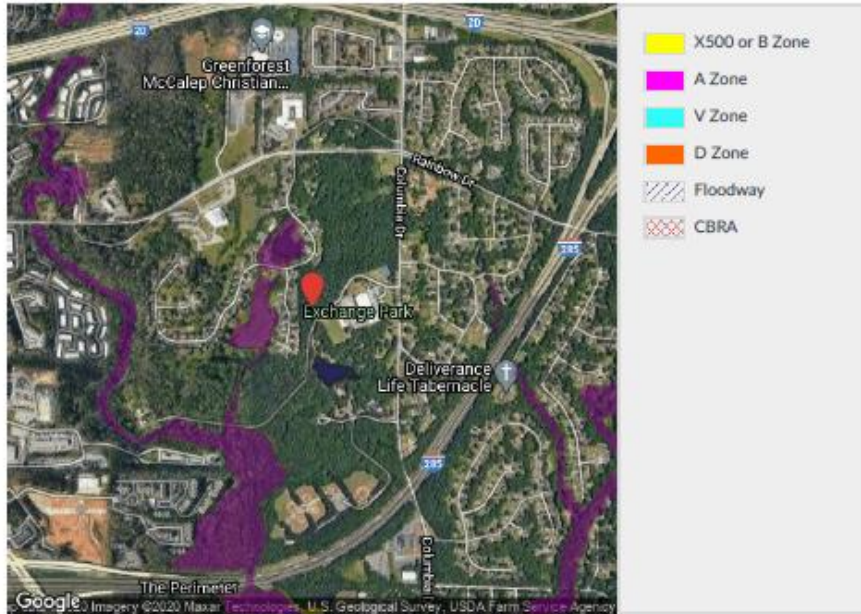 20
20
Greenforest
McCalep Christian...
Rainbow Dr
Columbia Dr
285
Exchange Park
Deliverance
Life Tabernacle
285
The Perimeter
Google
Imagery ©2020 Maxar Technologies, U.S. Geological Survey, USDA Farm Service Agency
X500 or B Zone
A Zone
V Zone
D Zone
Floodway
CBRA